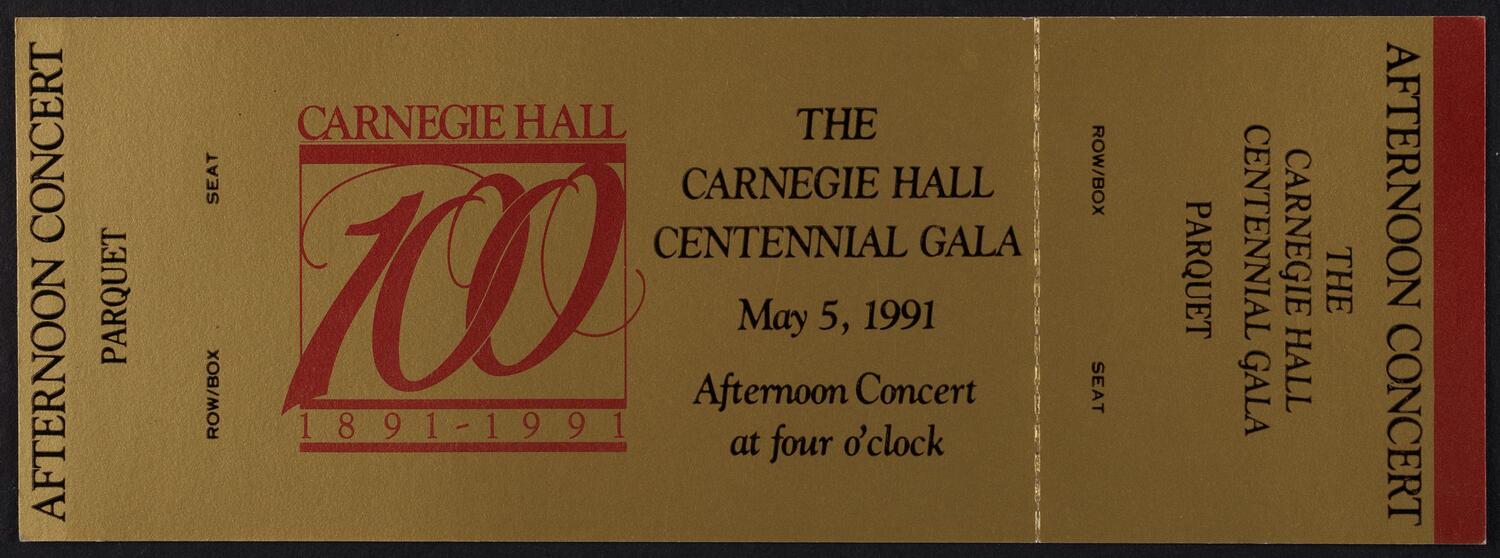 AFTERNOON CONCERT
PARQUET
SEAT
ROW/BOX
CARNEGIE HALL
100
1891-1991
THE
CARNEGIE HALL
CENTENNIAL GALA
May 5, 1991
Afternoon Concert
at four o'clock
AFTERNOON CONCERT
THE
CARNEGIE HALL
CENTENNIAL GALA
PARQUET
ROW/BOX
SEAT